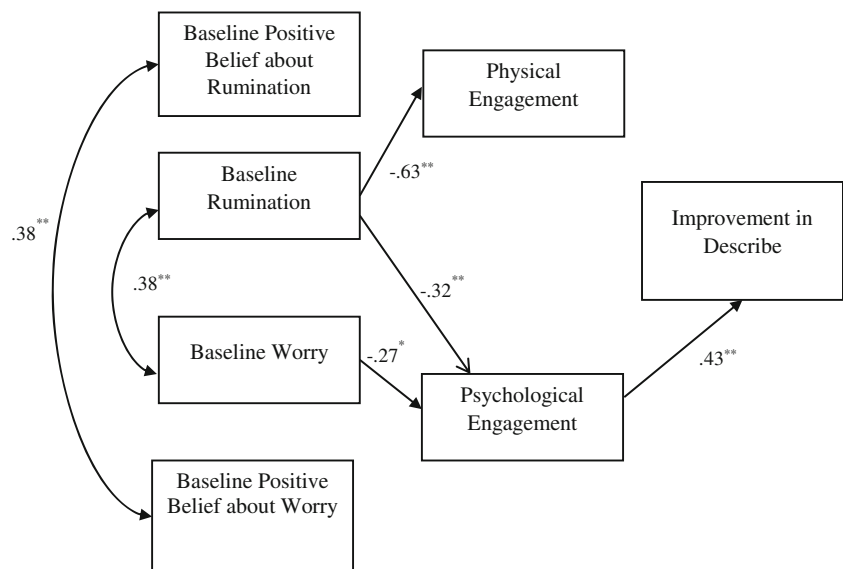 Baseline Positive
Belief about
Rumination
Physical
Engagement
-.63**
Baseline
Rumination
Improvement in
Describe
.38**
.38**
-.32**
Baseline Worry
-.27*
.43**
Psychological
Engagement
Baseline Positive
Belief about Worry